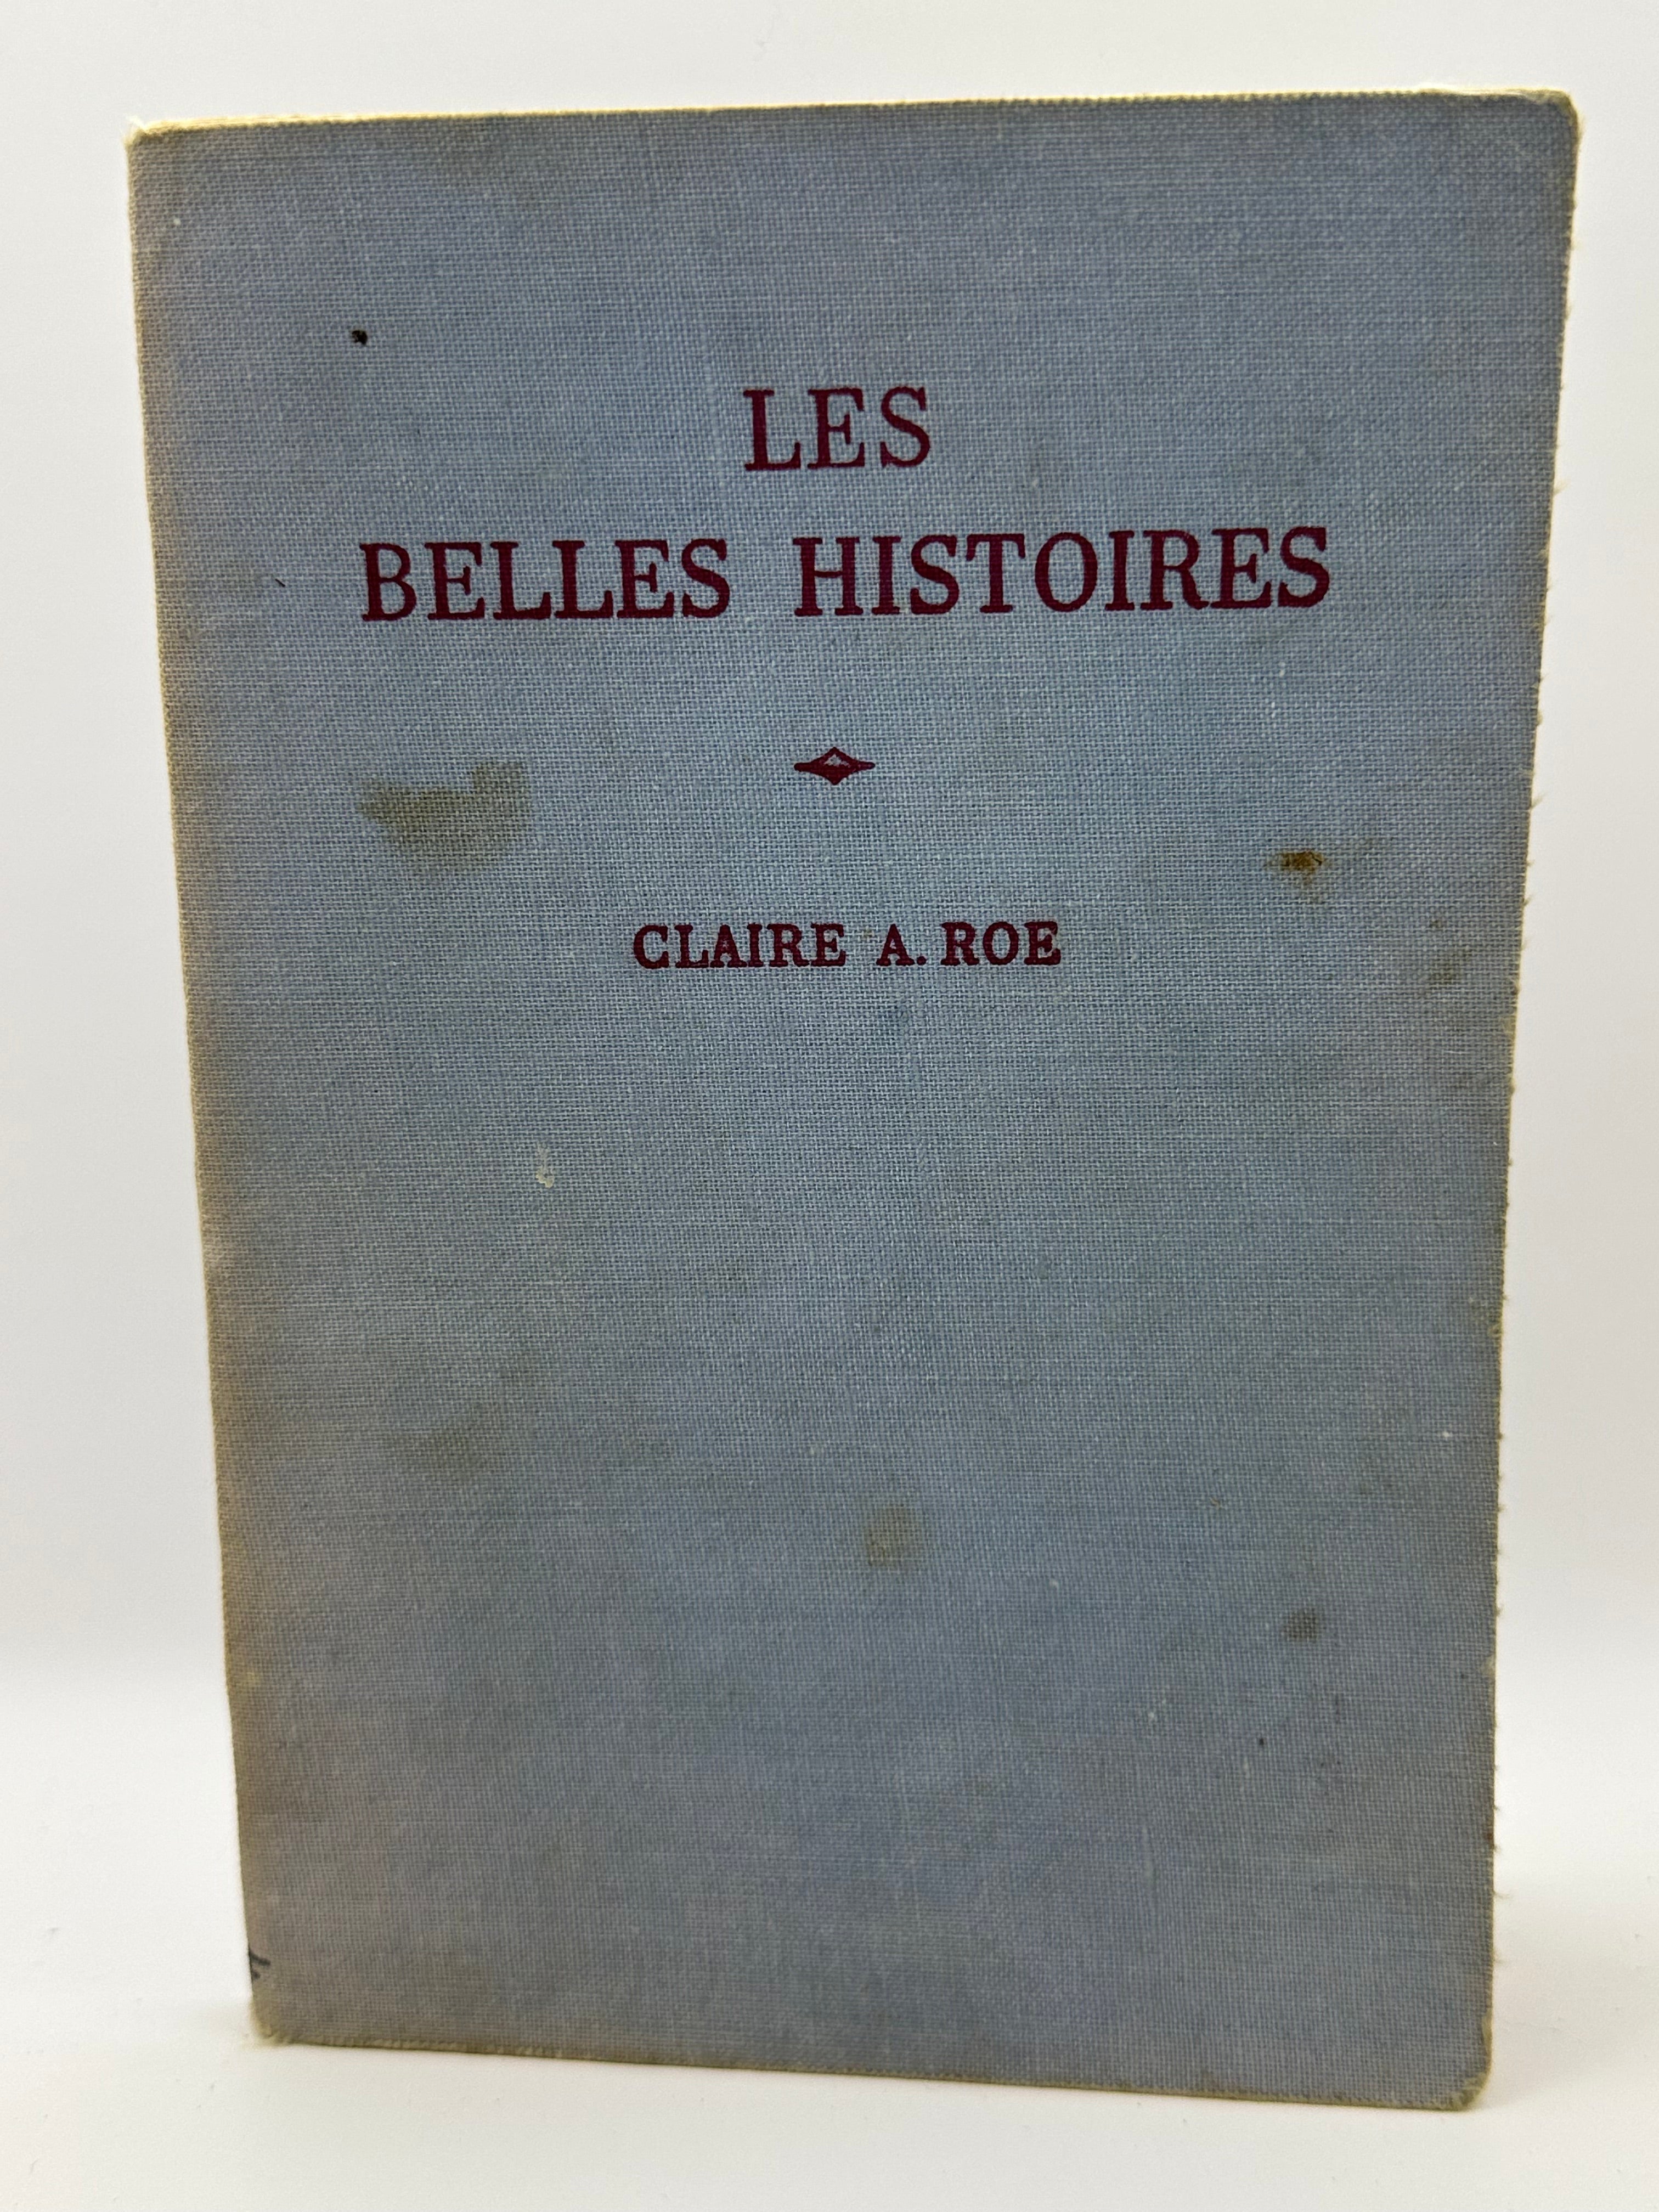 LES
BELLES HISTOIRES
CLAIRE A. ROE